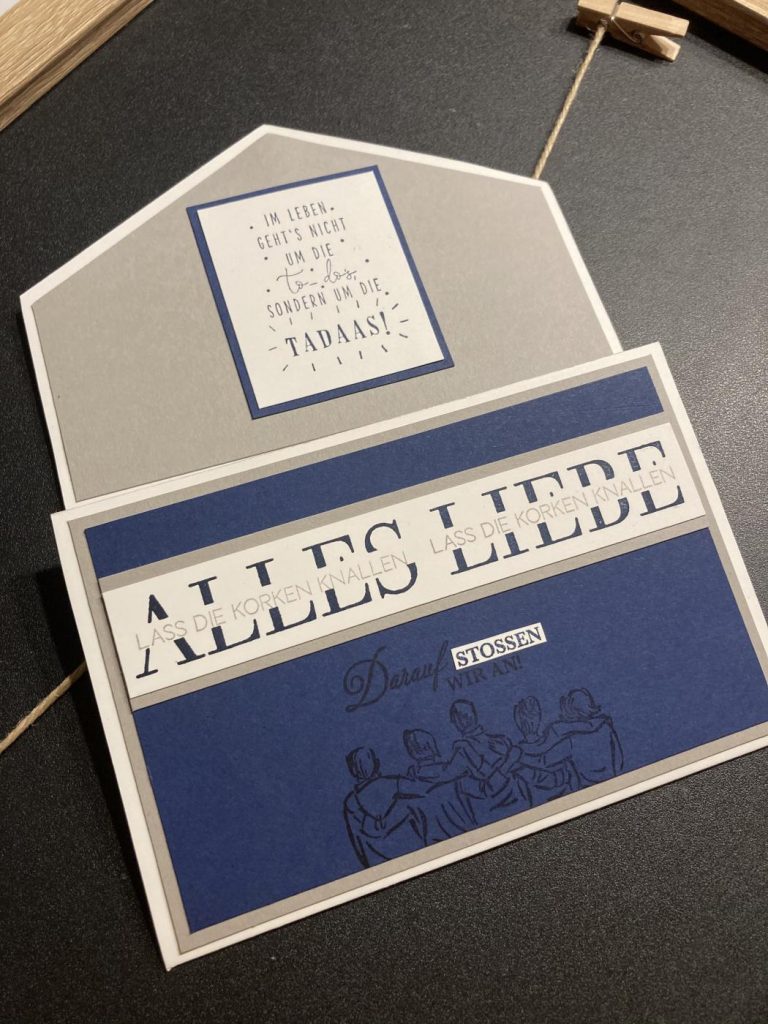 IM LEBEN
GEHT'S NICHT
UM DIE
to-dos,
SONDERN UM DIE
TADAAS!
ALLES LIEBE
LASS DIE KORKEN KNALLEN LASS DIE KORKEN KNALLEN
Darauf STOSSEN
WIR AN!